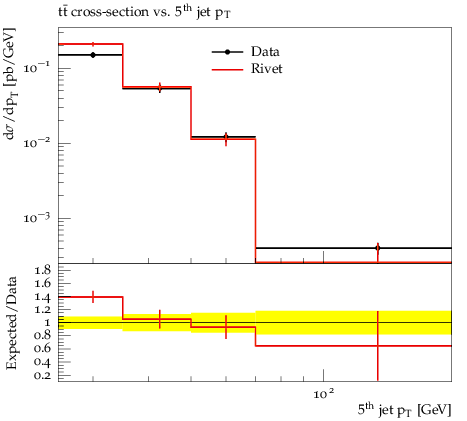 tt̄ cross-section vs. 5th jet pT
dσ/dpT [pb/GeV]
Data
Rivet
10⁻¹
10⁻²
10⁻³
Expected/Data
1.8
1.6
1.4
1.2
1
0.8
0.6
0.4
0.2
10²
5th jet pT [GeV]